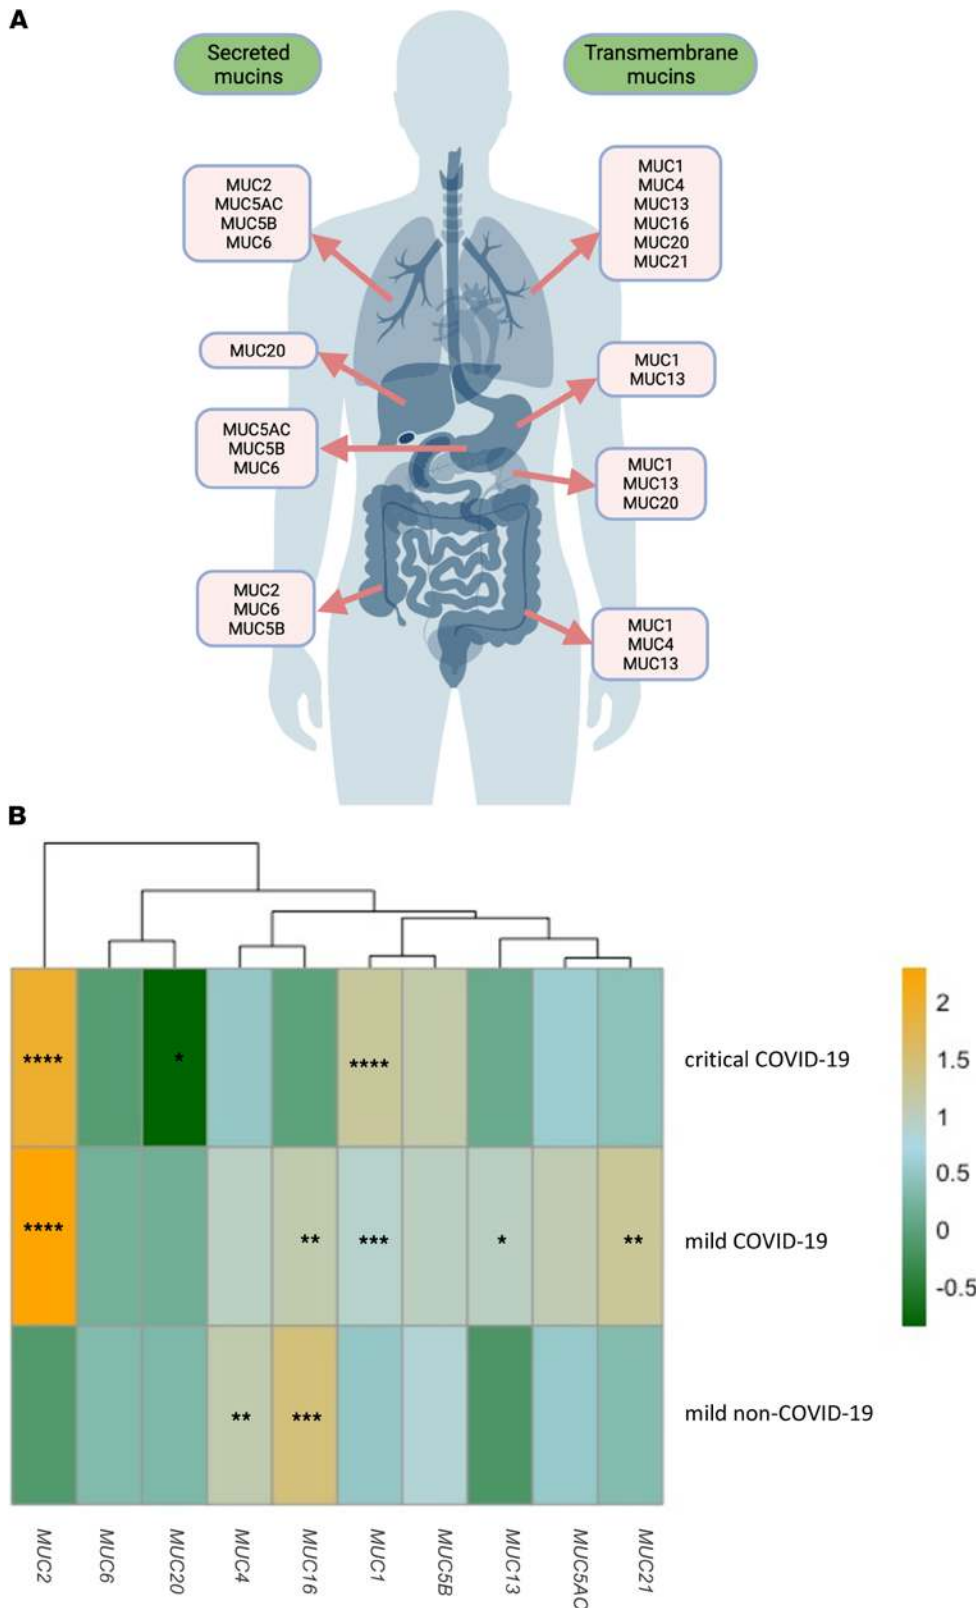 A
Secreted
mucins
Transmembrane
mucins
MUC2
MUC5AC
MUC5B
MUC6
MUC1
MUC4
MUC13
MUC16
MUC20
MUC21
MUC20
MUC1
MUC13
MUC5AC
MUC5B
MUC6
MUC1
MUC13
MUC20
MUC2
MUC6
MUC5B
MUC1
MUC4
MUC13
B
**** * ****
critical COVID-19
**** ** *** * **
mild COVID-19
** ***
mild non-COVID-19
2
1.5
1
0.5
0
-0.5
MUC2
MUC6
MUC20
MUC4
MUC16
MUC1
MUC5B
MUC13
MUC5AC
MUC21